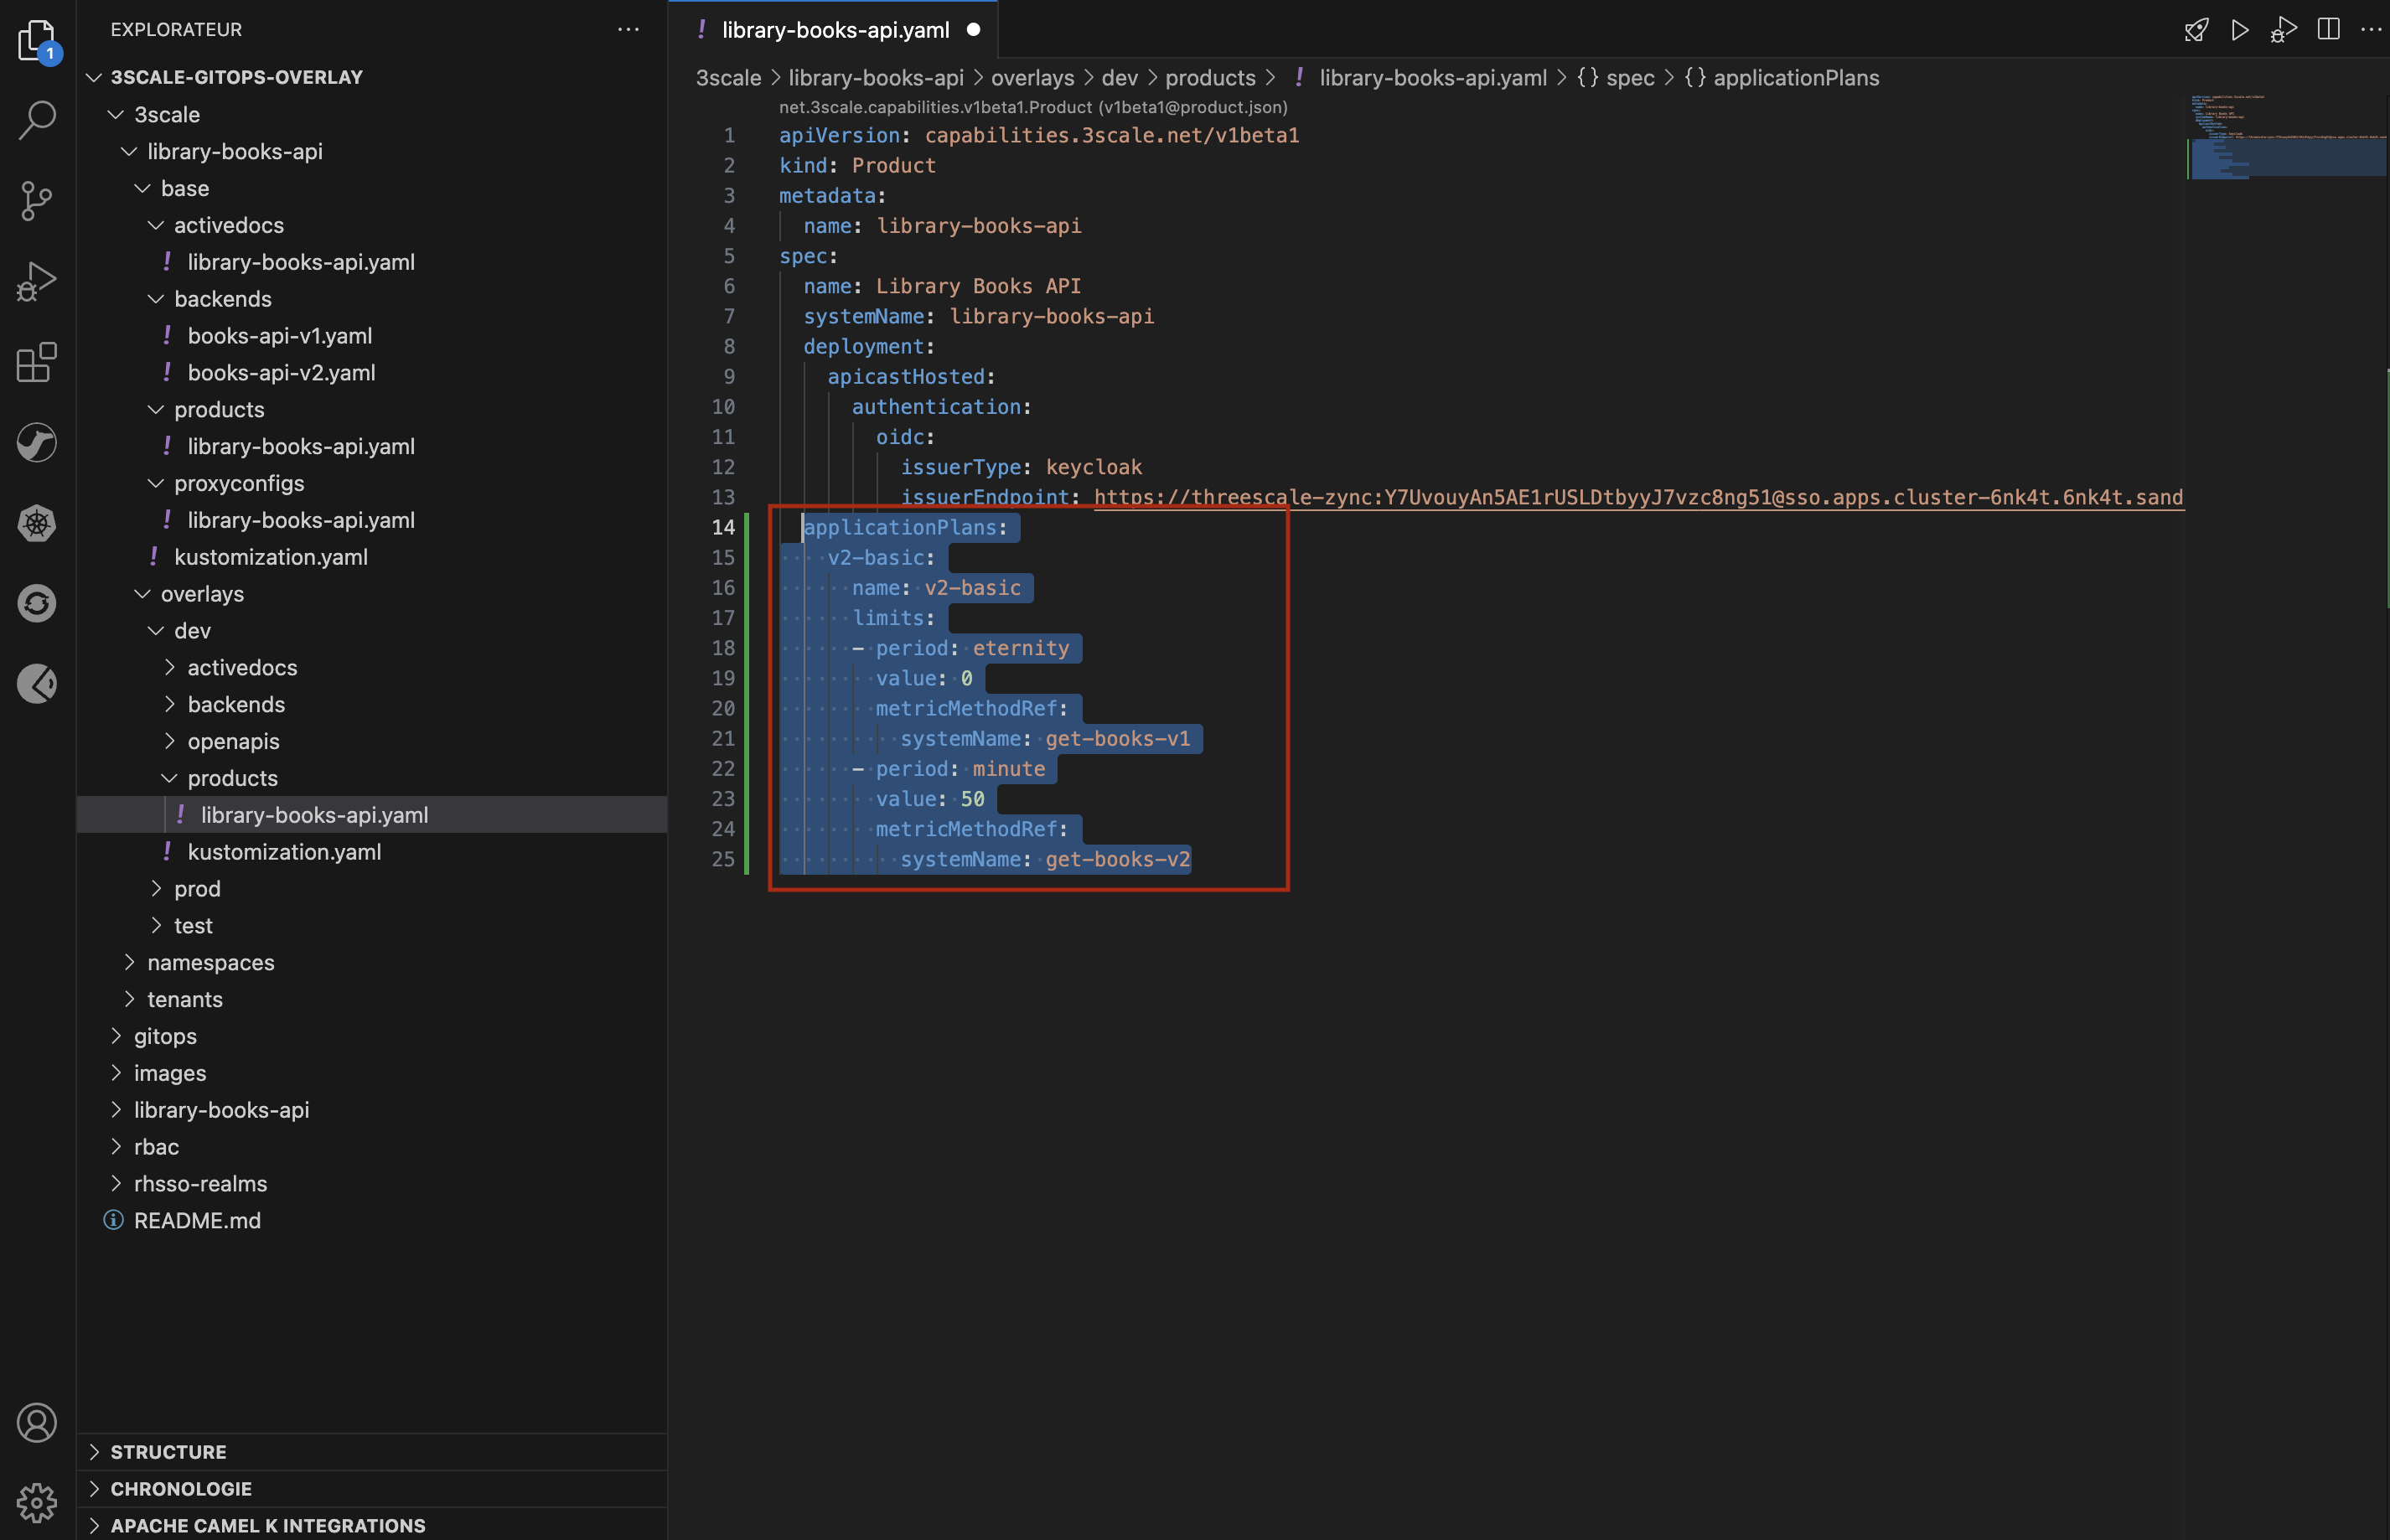 1
EXPLORATEUR
3SCALE-GITOPS-OVERLAY
3scale
library-books-api
base
activedocs
! library-books-api.yaml
backends
! books-api-v1.yaml
! books-api-v2.yaml
products
! library-books-api.yaml
proxyconfigs
! library-books-api.yaml
! kustomization.yaml
overlays
dev
activedocs
backends
openapis
products
! library-books-api.yaml
! kustomization.yaml
prod
test
namespaces
tenants
gitops
images
library-books-api
rbac
rhsso-realms
README.md
STRUCTURE
CHRONOLOGIE
APACHE CAMEL K INTEGRATIONS
! library-books-api.yaml
3scale > library-books-api > overlays > dev > products > ! library-books-api.yaml > {} spec > {} applicationPlans
net.3scale.capabilities.v1beta1.Product (v1beta1@product.json)
1 apiVersion: capabilities.3scale.net/v1beta1
2 kind: Product
3 metadata:
4 name: library-books-api
5 spec:
6 name: Library Books API
7 systemName: library-books-api
8 deployment:
9 apicastHosted:
10 authentication:
11 oidc:
12 issuerType: keycloak
13 issuerEndpoint: https://threescale-zync:Y7UvouyAn5AE1rUSLDtbyyJ7vzc8ng51@sso.apps.cluster-6nk4t.6nk4t.sand
14 applicationPlans:
15 v2-basic:
16 name: v2-basic
17 limits:
18 - period: eternity
19 value: 0
20 metricMethodRef:
21 systemName: get-books-v1
22 - period: minute
23 value: 50
24 metricMethodRef:
25 systemName: get-books-v2